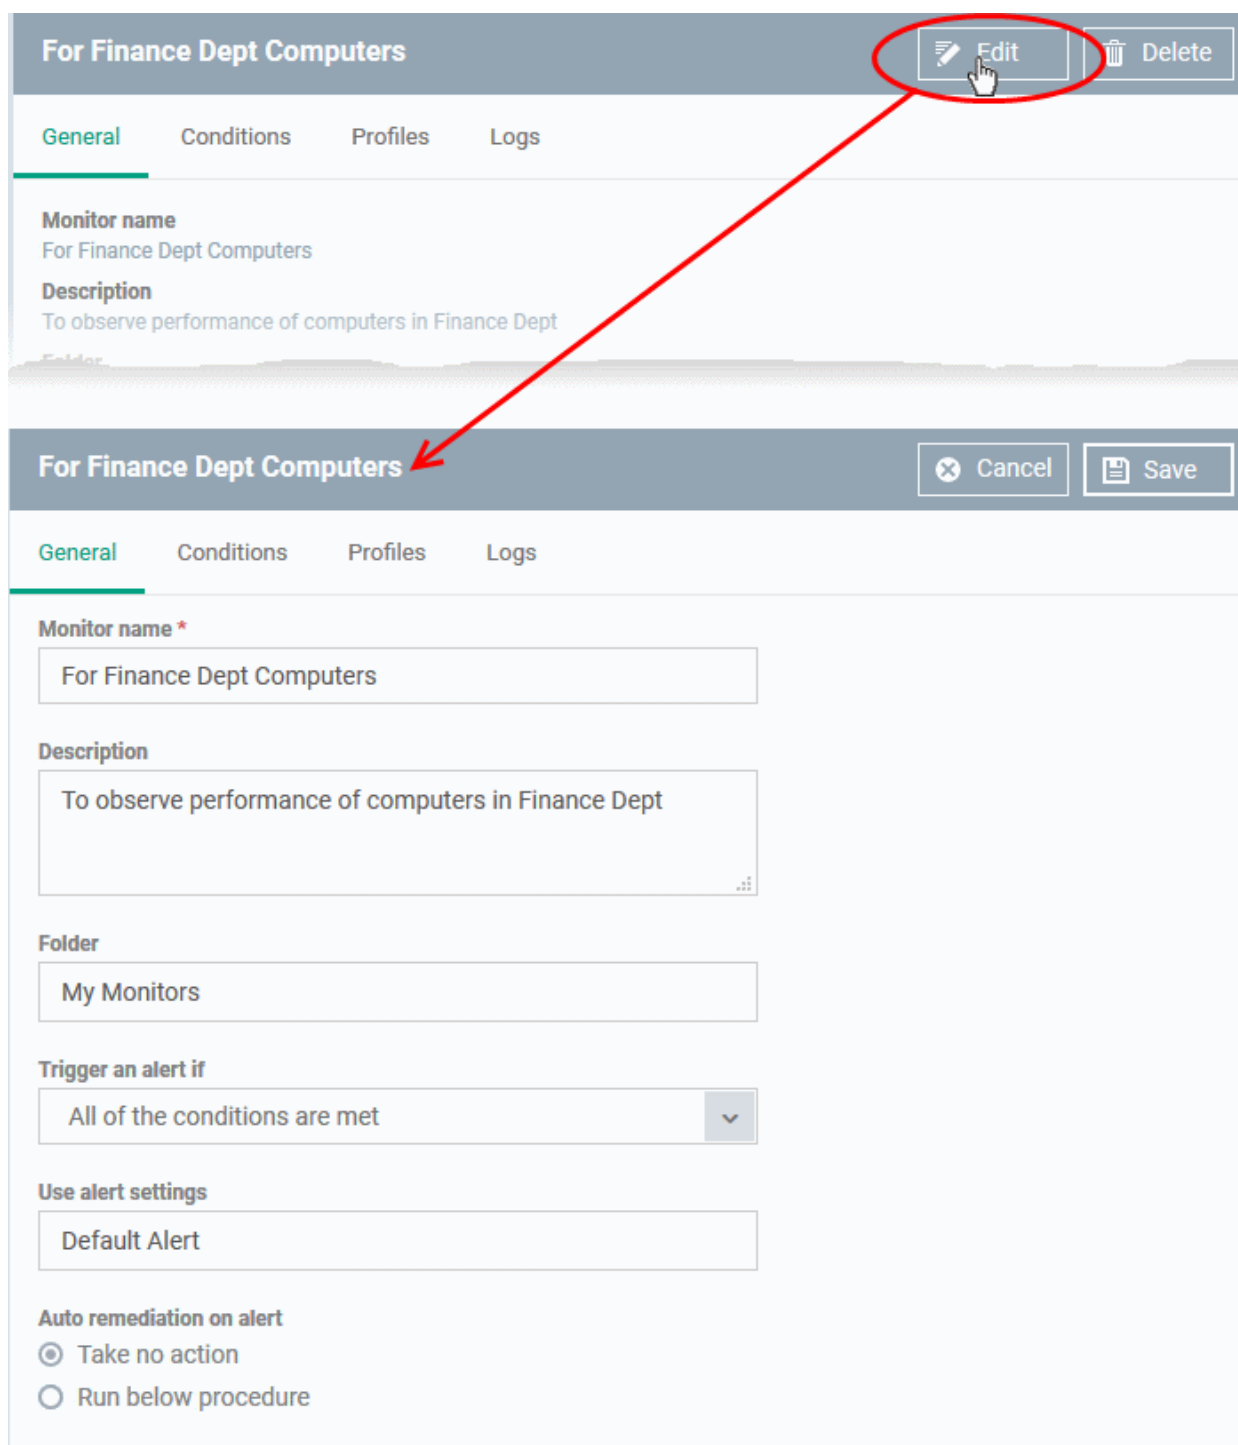 For Finance Dept Computers
Edit
Delete
General Conditions Profiles Logs
Monitor name
For Finance Dept Computers
Description
To observe performance of computers in Finance Dept
Folder
For Finance Dept Computers
Cancel
Save
General Conditions Profiles Logs
Monitor name *
For Finance Dept Computers
Description
To observe performance of computers in Finance Dept
Folder
My Monitors
Trigger an alert if
All of the conditions are met
Use alert settings
Default Alert
Auto remediation on alert
Take no action
Run below procedure